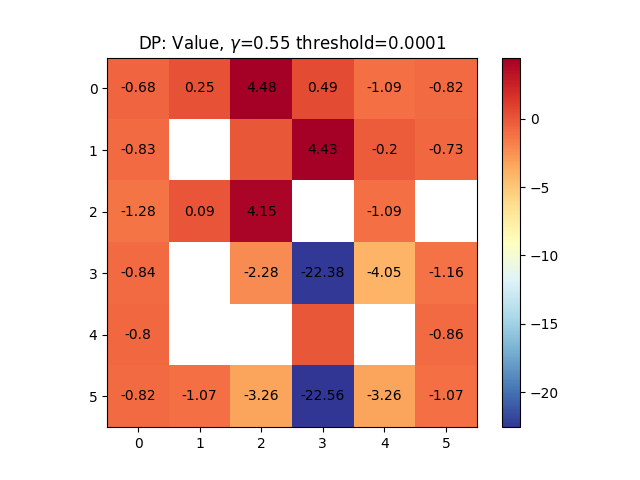 DP: Value, γ=0.55 threshold=0.0001
0 -0.68 0.25 4.48 0.49 -1.09 -0.82 0
1 -0.83 4.43 -0.2 -0.73 −5
2 -1.28 0.09 4.15 -1.09 −10
3 -0.84 -2.28 -22.38 -4.05 -1.16 −15
4 -0.8 -0.86 −20
5 -0.82 -1.07 -3.26 -22.56 -3.26 -1.07
0 1 2 3 4 5